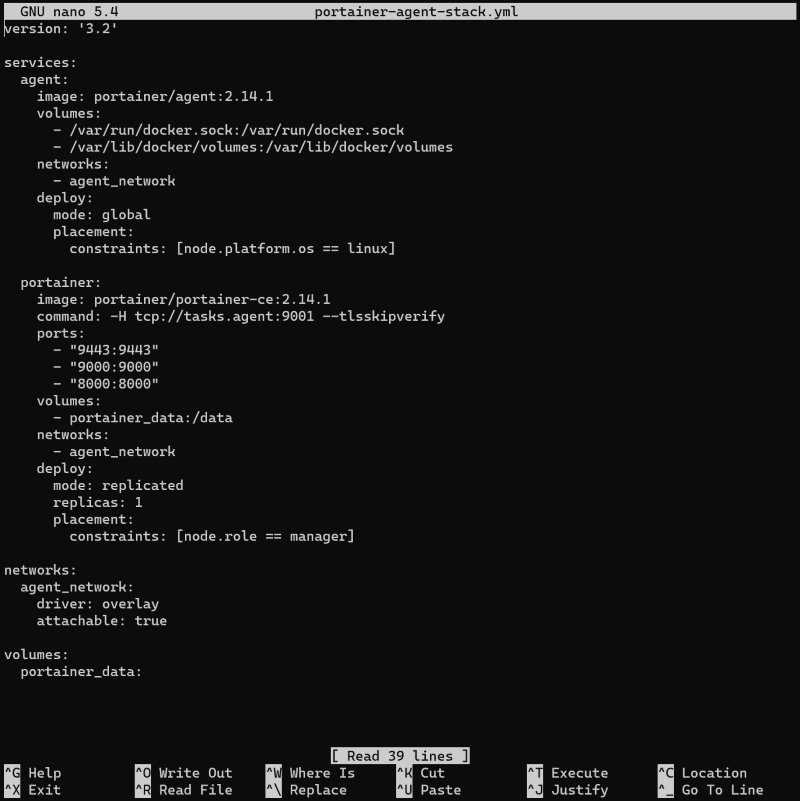 GNU nano 5.4 portainer-agent-stack.yml
version: '3.2'

services:
  agent:
    image: portainer/agent:2.14.1
    volumes:
      - /var/run/docker.sock:/var/run/docker.sock
      - /var/lib/docker/volumes:/var/lib/docker/volumes
    networks:
      - agent_network
    deploy:
      mode: global
      placement:
        constraints: [node.platform.os == linux]

  portainer:
    image: portainer/portainer-ce:2.14.1
    command: -H tcp://tasks.agent:9001 --tlsskipverify
    ports:
      - "9443:9443"
      - "9000:9000"
      - "8000:8000"
    volumes:
      - portainer_data:/data
    networks:
      - agent_network
    deploy:
      mode: replicated
      replicas: 1
      placement:
        constraints: [node.role == manager]

networks:
  agent_network:
    driver: overlay
    attachable: true

volumes:
  portainer_data:

[ Read 39 lines ]
^G Help ^O Write Out ^W Where Is ^K Cut ^T Execute ^C Location
^X Exit ^R Read File ^\ Replace ^U Paste ^J Justify ^_ Go To Line